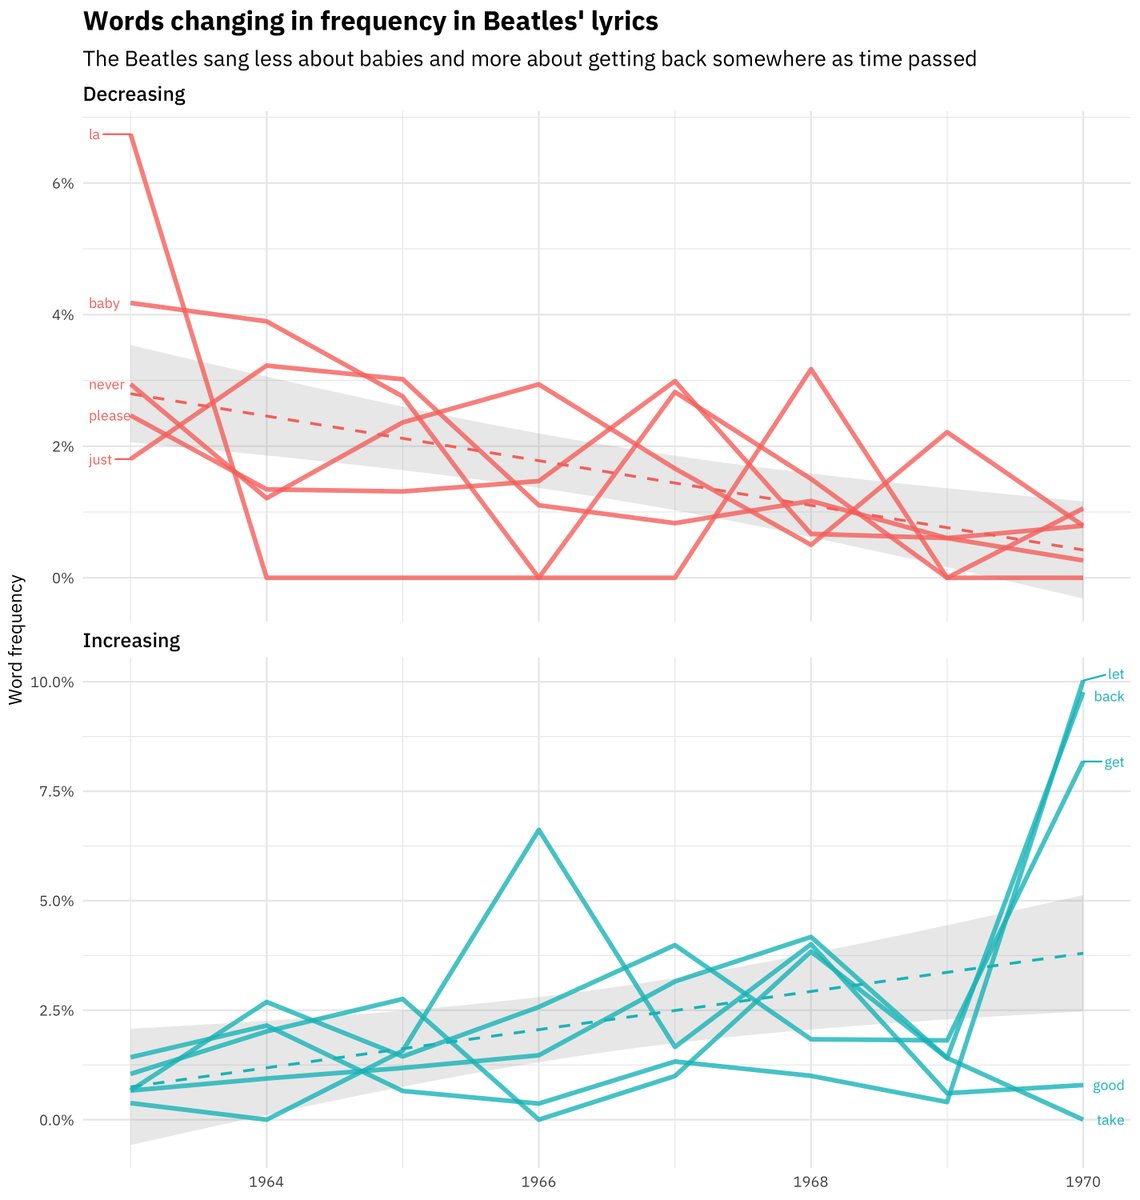 Words changing in frequency in Beatles' lyrics
The Beatles sang less about babies and more about getting back somewhere as time passed
Decreasing
la
6%
baby
4%
never
please
2%
just
0%
Word frequency
Increasing
let
10.0%
back
get
7.5%
5.0%
2.5%
good
0.0%
take
1964
1966
1968
1970